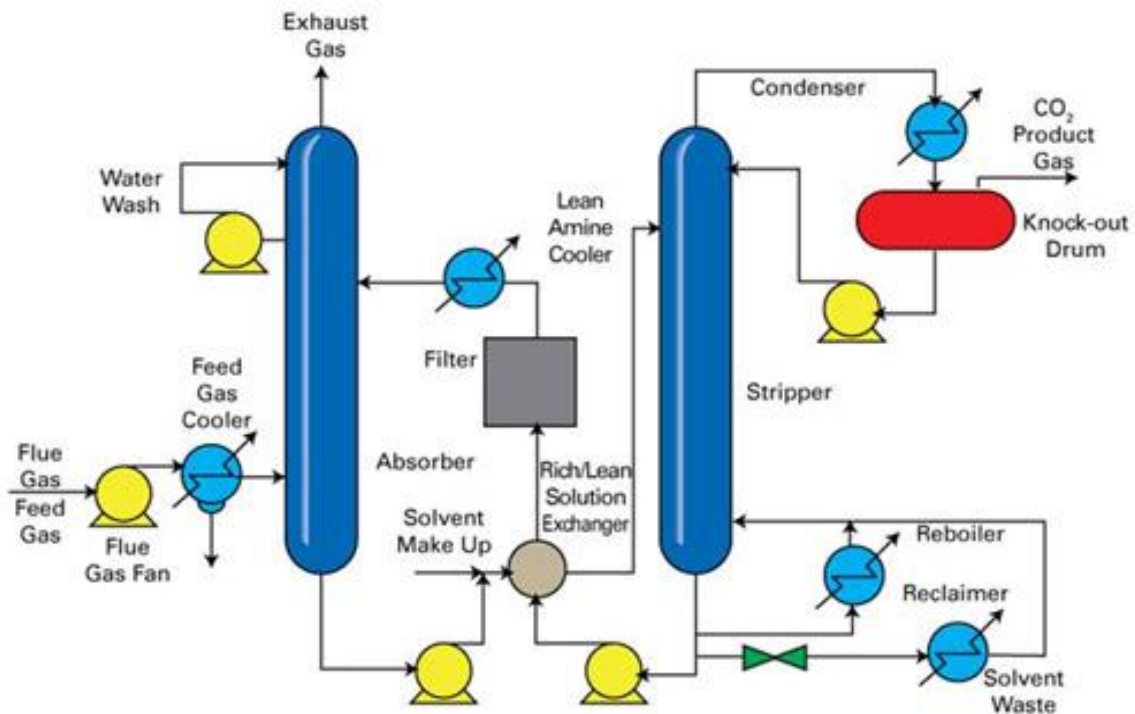 Exhaust
Gas
Condenser
CO₂
Product
Gas
Water
Wash
Lean
Amine
Cooler
Knock-out
Drum
Filter
Feed
Gas
Cooler
Stripper
Flue
Gas
Feed
Gas
Absorber
Rich/Lean
Solution
Exchanger
Solvent
Make Up
Flue
Gas Fan
Reboiler
Reclaimer
Solvent
Waste